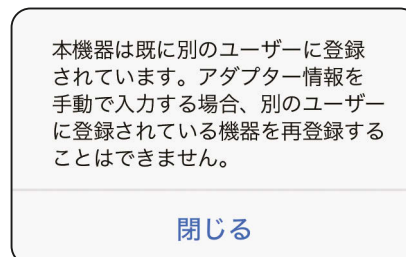 本機器は既に別のユーザーに登録
されています。アダプター情報を
手動で入力する場合、別のユーザー
に登録されている機器を再登録する
ことはできません。
閉じる